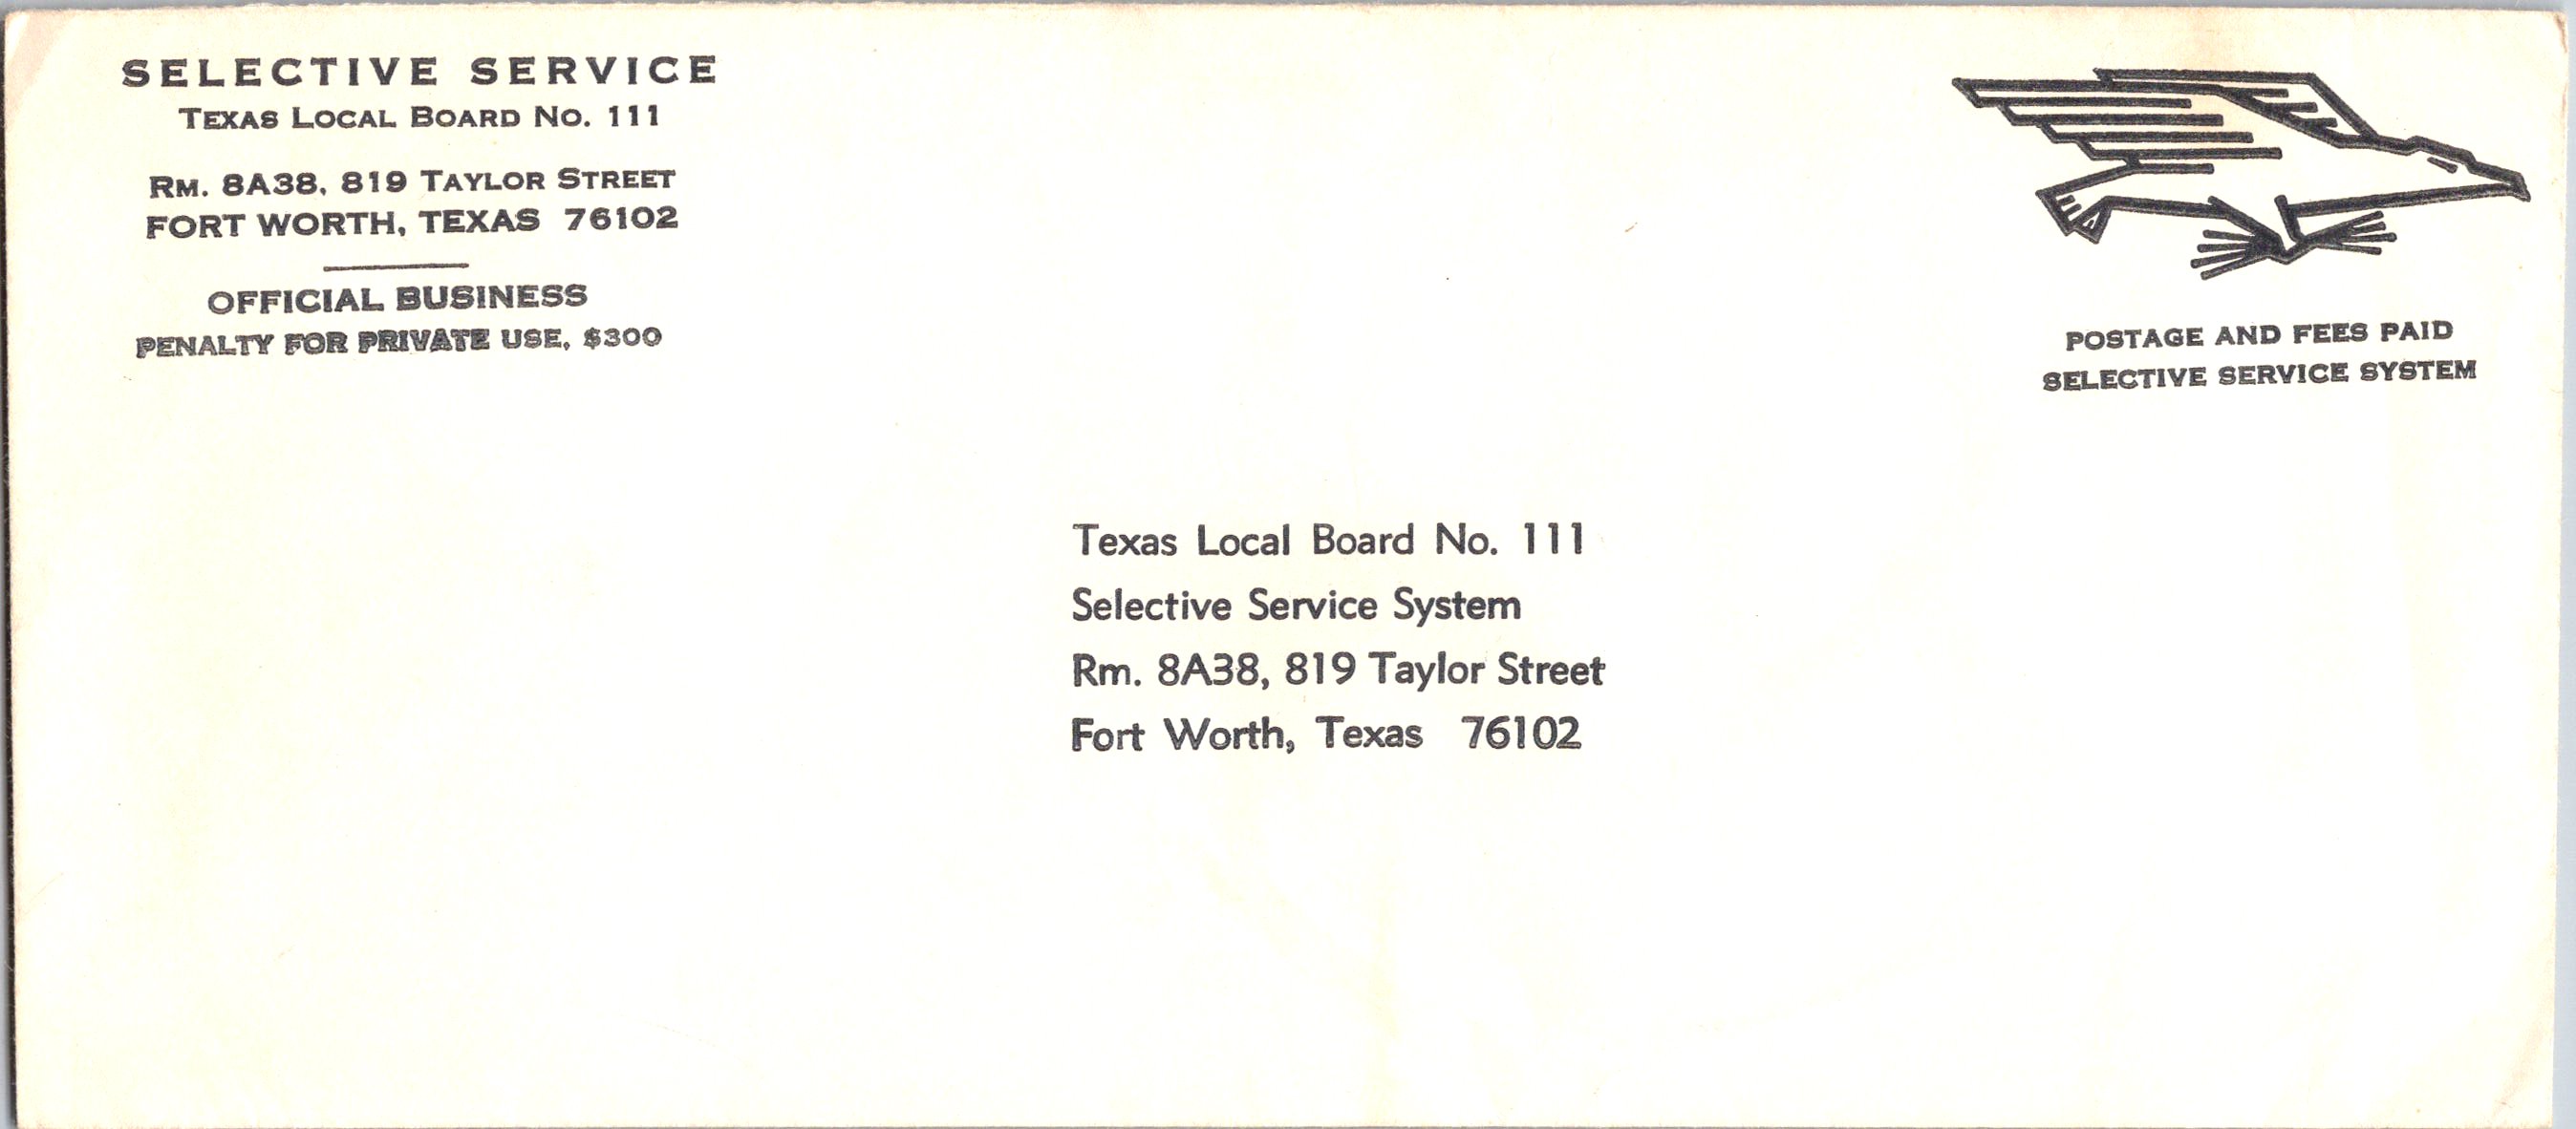 SELECTIVE SERVICE
TEXAS LOCAL BOARD NO. 111
RM. 8A38, 819 TAYLOR STREET
FORT WORTH, TEXAS 76102
OFFICIAL BUSINESS
PENALTY FOR PRIVATE USE, $300
POSTAGE AND FEES PAID
SELECTIVE SERVICE SYSTEM
Texas Local Board No. 111
Selective Service System
Rm. 8A38, 819 Taylor Street
Fort Worth, Texas 76102